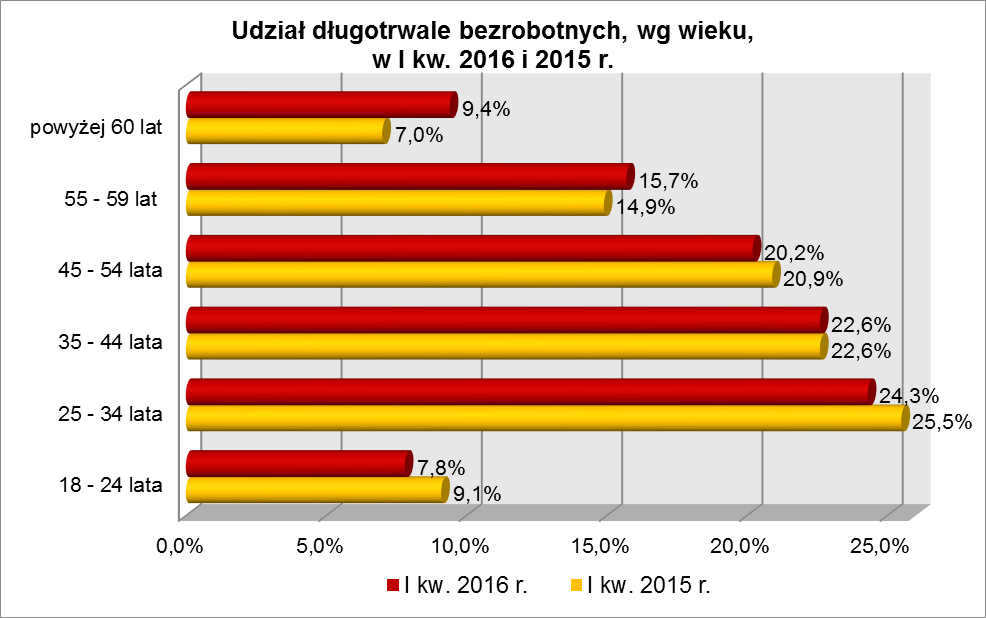 Udział długotrwale bezrobotnych, wg wieku,
w I kw. 2016 i 2015 r.
powyżej 60 lat
9,4%
7,0%
55 - 59 lat
15,7%
14,9%
45 - 54 lata
20,2%
20,9%
35 - 44 lata
22,6%
22,6%
25 - 34 lata
24,3%
25,5%
18 - 24 lata
7,8%
9,1%
0,0% 5,0% 10,0% 15,0% 20,0% 25,0%
I kw. 2016 r. I kw. 2015 r.